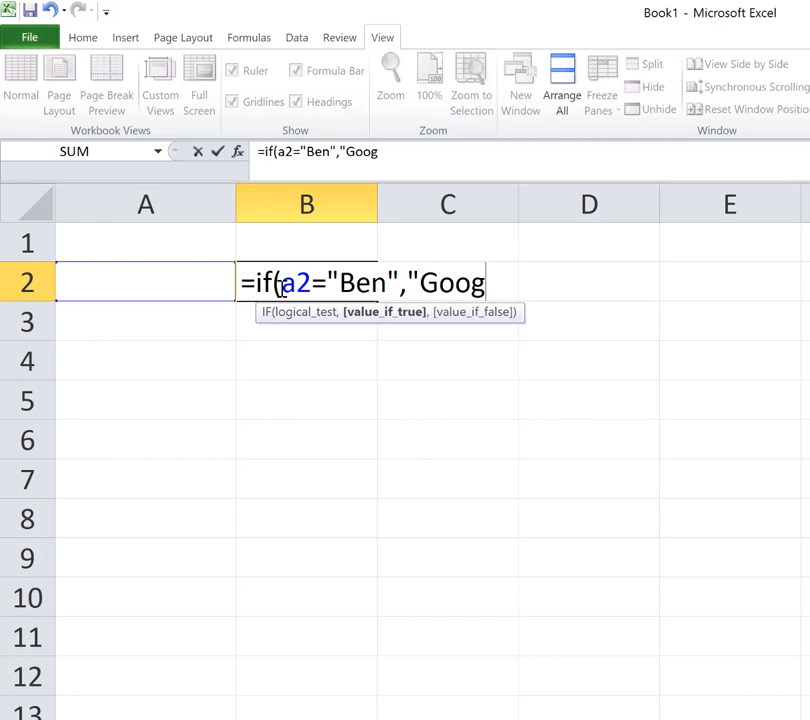 Book1 - Microsoft Excel
File Home Insert Page Layout Formulas Data Review View
Normal Page Layout Page Break Preview Custom Views Full Screen
Workbook Views
Ruler Formula Bar
Gridlines Headings
Show
Zoom 100% Zoom to Selection
Zoom
New Window Arrange All Freeze Panes
Split
Hide
Unhide
View Side by Side
Synchronous Scrolling
Reset Window
Window
SUM fx =if(a2="Ben","Goog
A B C D E
1
2 =if(a2="Ben","Goog
IF(logical_test, [value_if_true], [value_if_false])
3
4
5
6
7
8
9
10
11
12
13